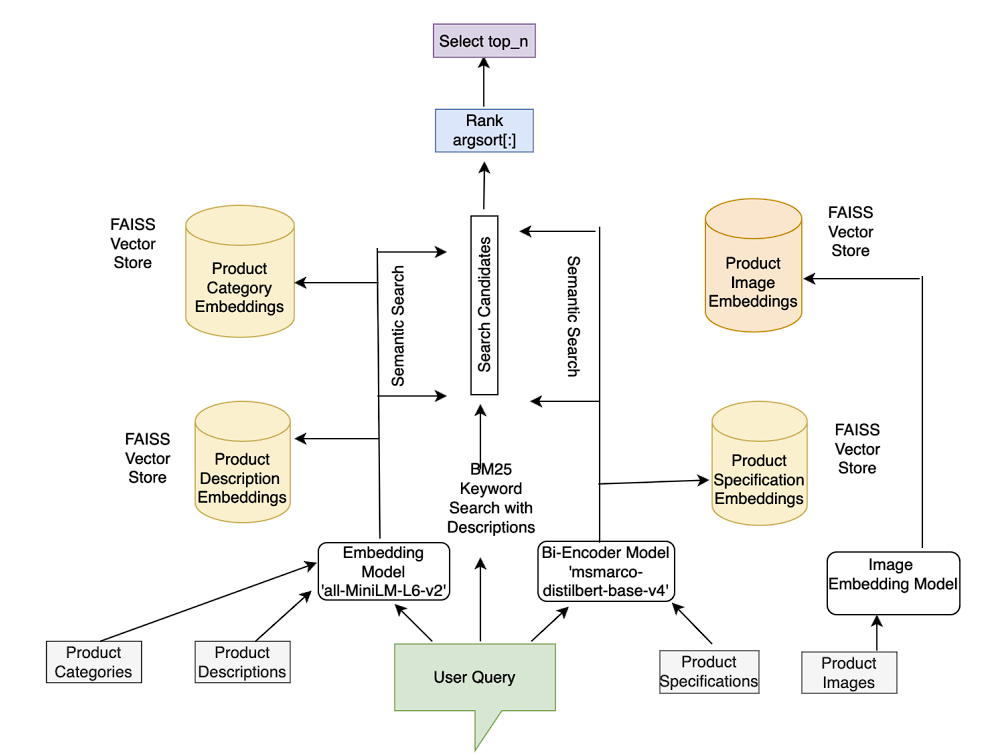 Select top_n
Rank
argsort[:]
FAISS
Vector
Store
Product
Category
Embeddings
Semantic Search
Search Candidates
Semantic Search
Product
Image
Embeddings
FAISS
Vector
Store
FAISS
Vector
Store
Product
Description
Embeddings
BM25
Keyword
Search with
Descriptions
Product
Specification
Embeddings
FAISS
Vector
Store
Embedding
Model
'all-MiniLM-L6-v2'
Bi-Encoder Model
'msmarco-
distilbert-base-v4'
Image
Embedding Model
Product
Categories
Product
Descriptions
User Query
Product
Specifications
Product
Images